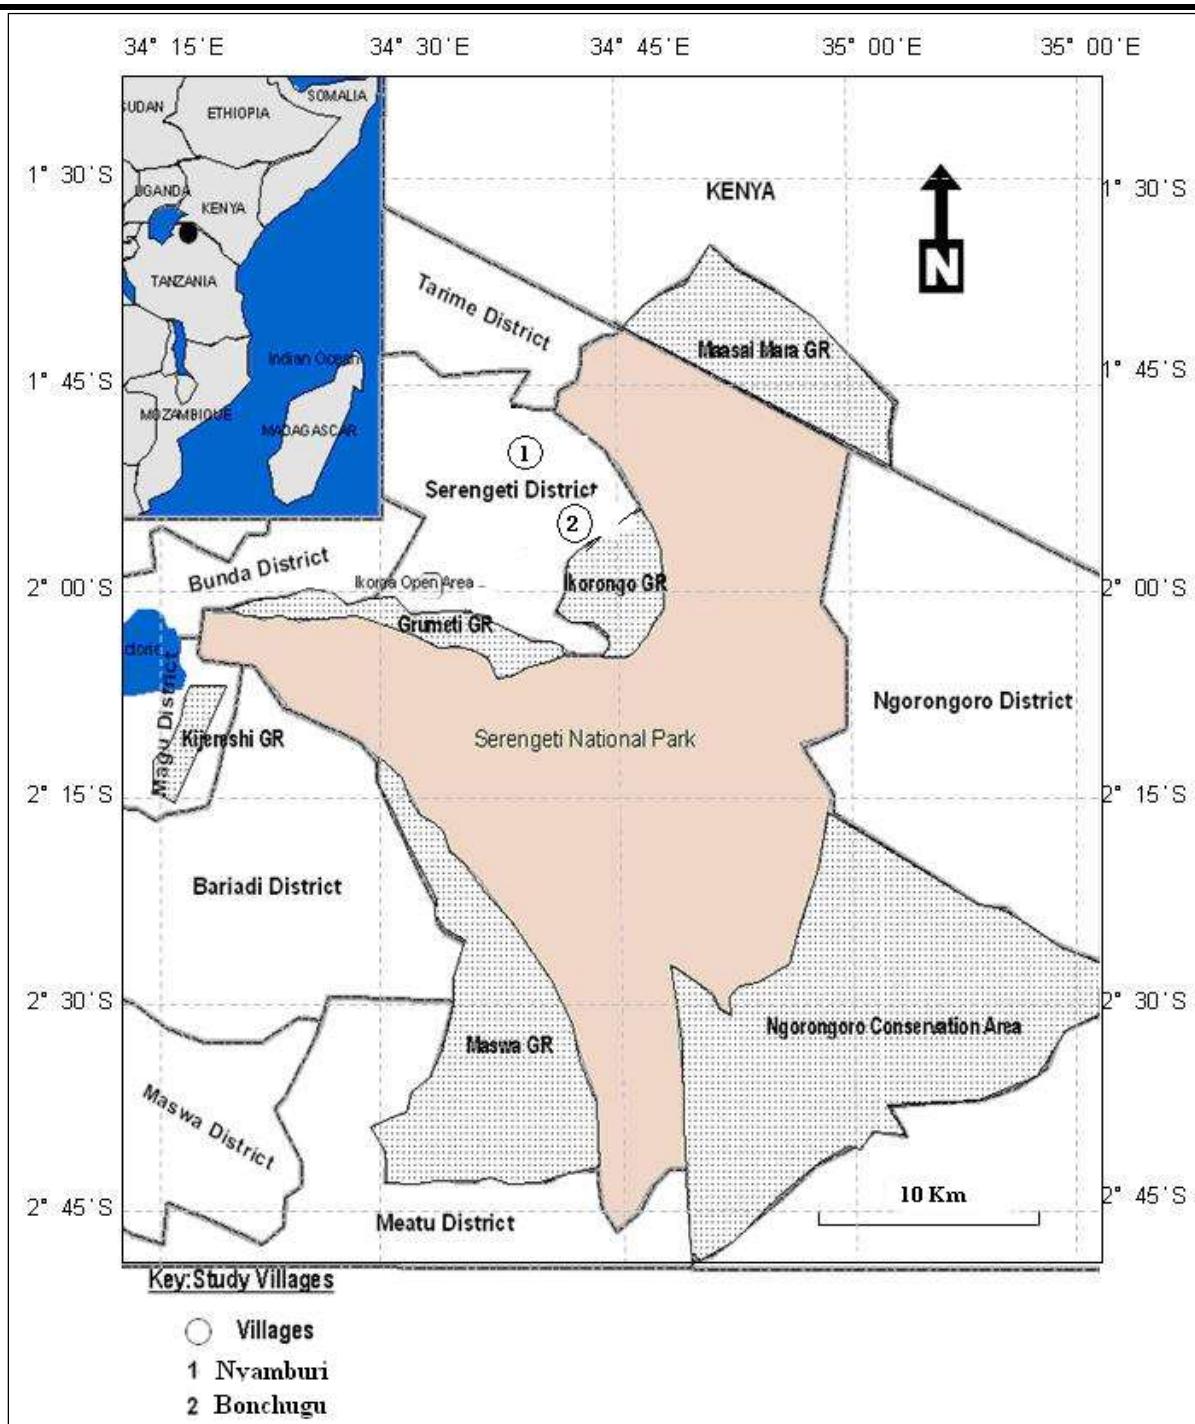 34° 15'E 34° 30'E 34° 45'E 35° 00'E 35° 00'E
SUDAN
ETHIOPIA
SOMALIA
UGANDA
KENYA
TANZANIA
Indian Ocean
MOZAMBIQUE
MADAGASCAR
1° 30'S
KENYA
1° 30'S
N
Tarime District
Maasai Mara GR
1° 45'S
1° 45'S
1
Serengeti District
2
Bunda District
Ikoma Open Area
Ikorongo GR
2° 00'S
2° 00'S
Grumeti GR
ctoria
Magu District
Kijereshi GR
Serengeti National Park
Ngorongoro District
2° 15'S
2° 15'S
Bariadi District
2° 30'S
2° 30'S
Ngorongoro Conservation Area
Maswa GR
Maswa District
10 Km
2° 45'S
2° 45'S
Meatu District
Key:Study Villages
Villages
1 Nyamburi
2 Bonchugu